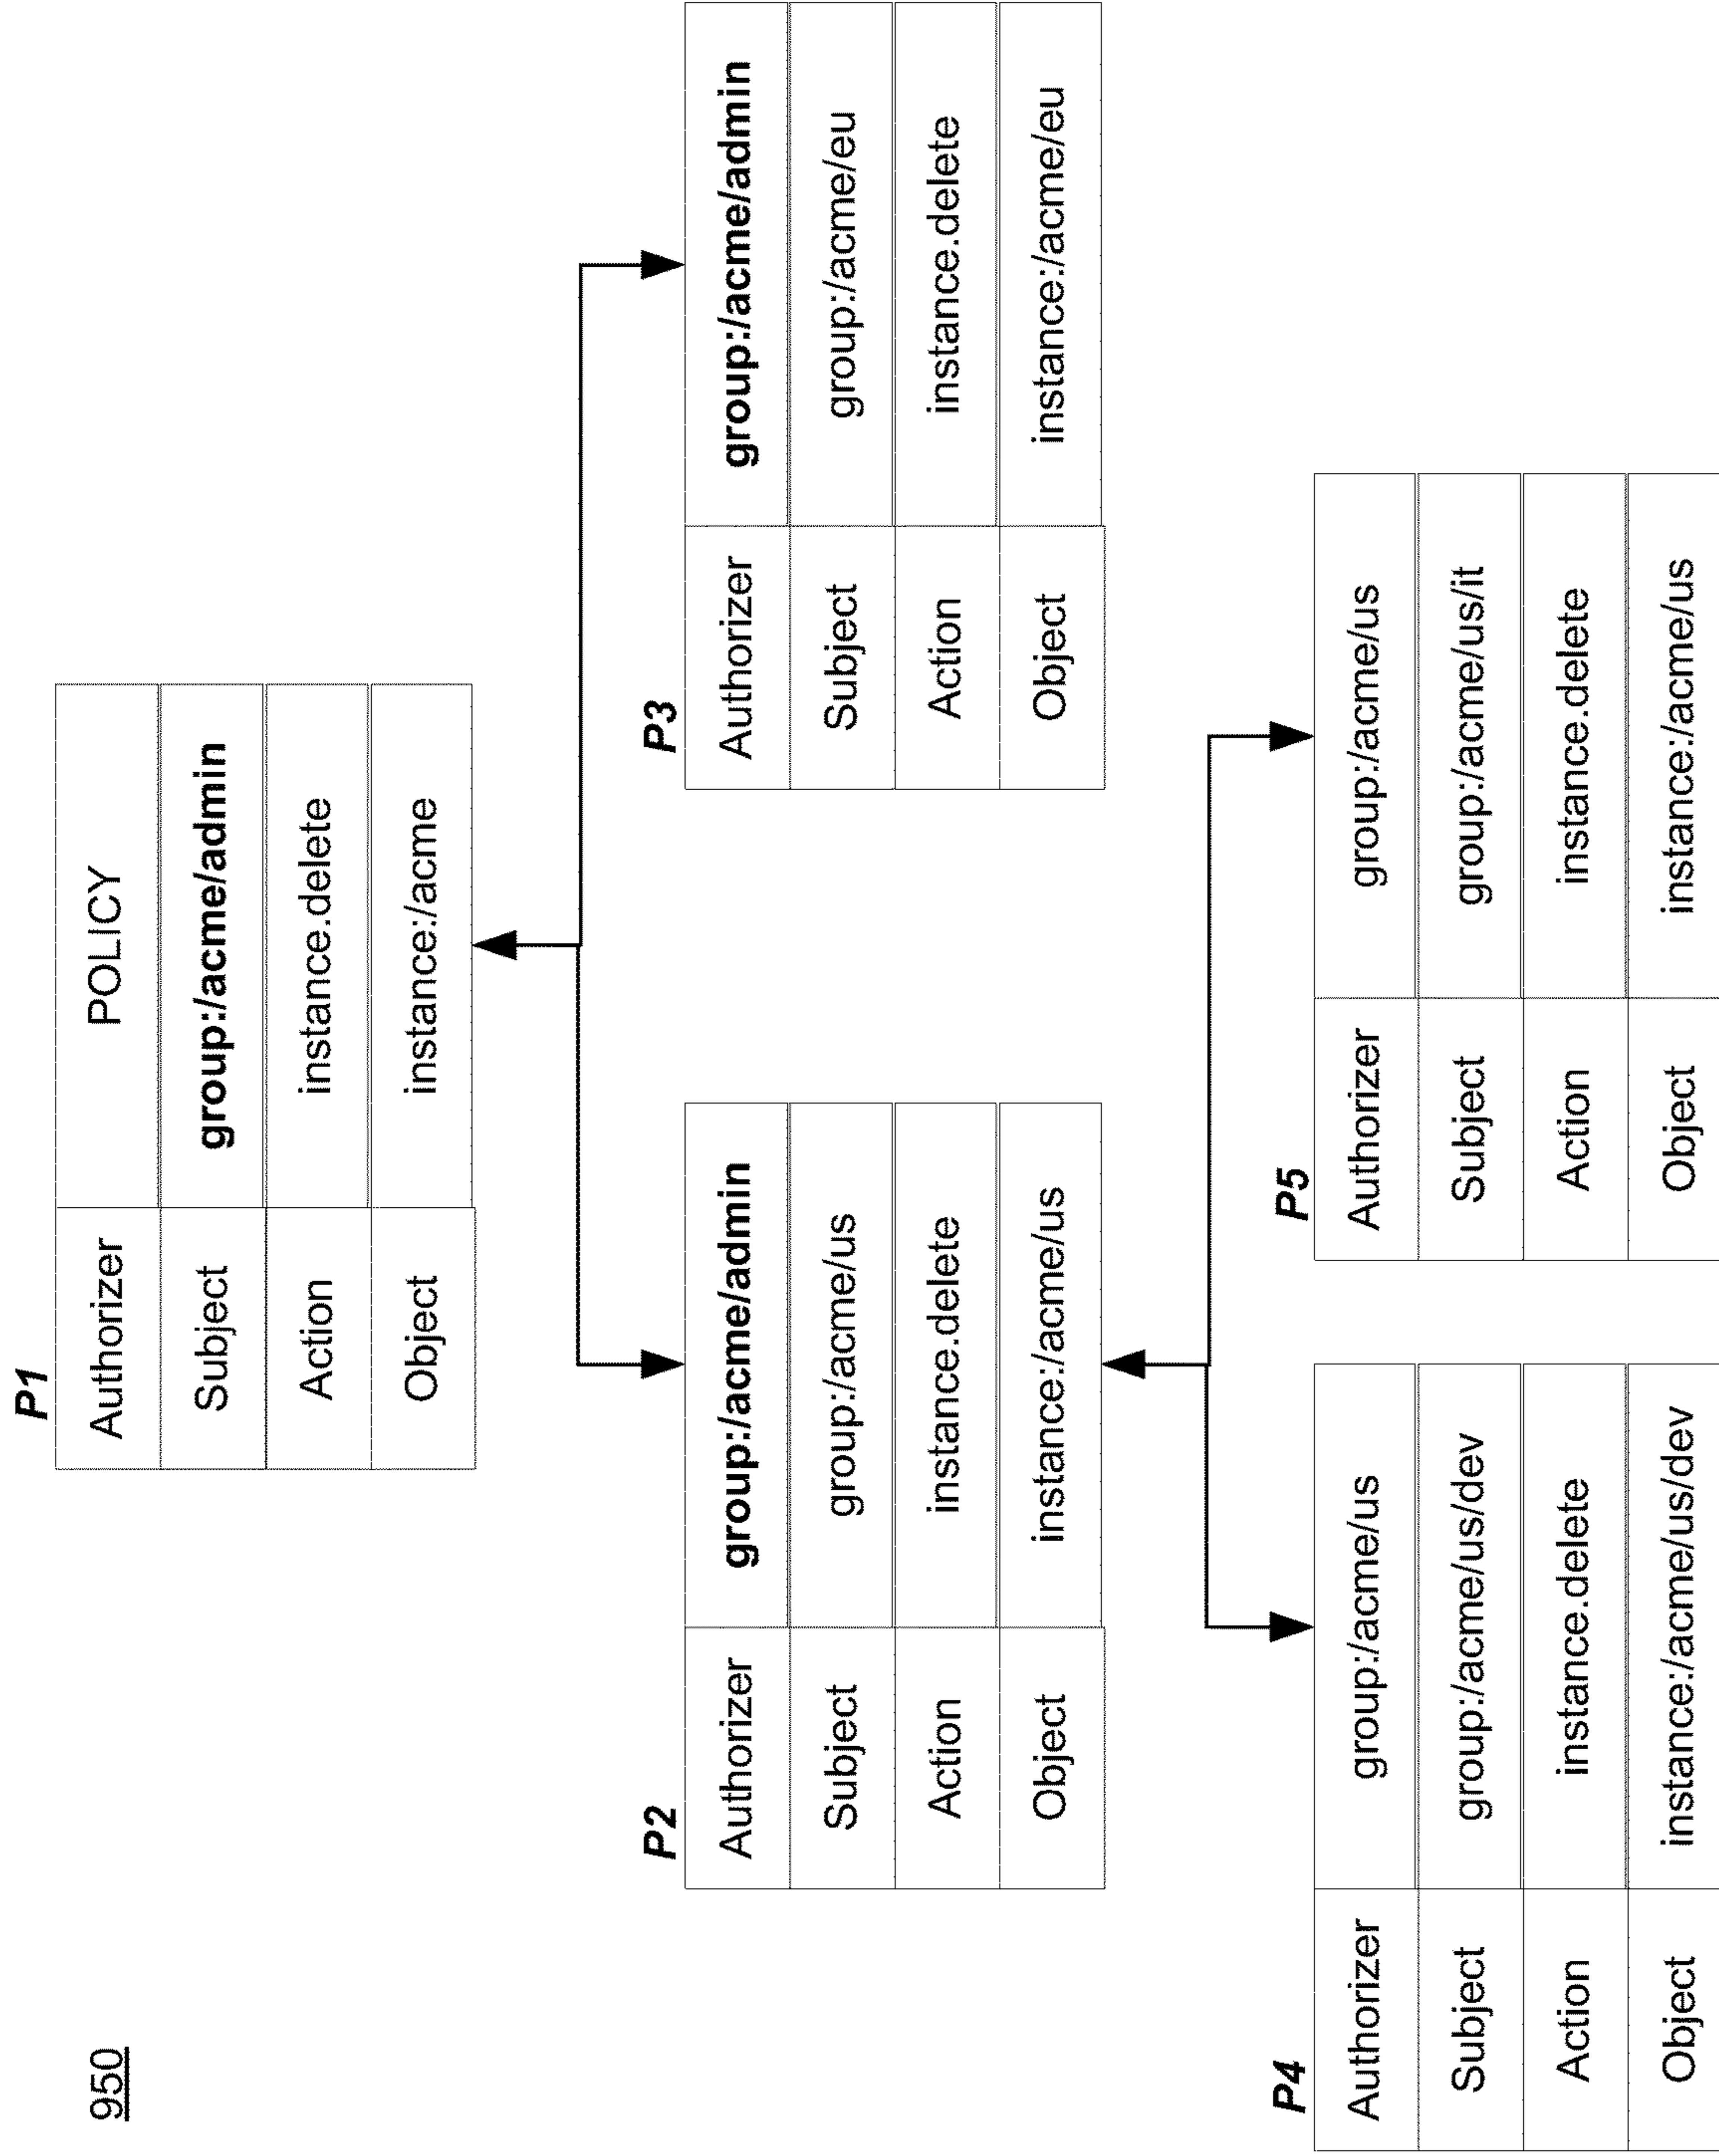 950
P1
Authorizer POLICY
Subject group:/acme/admin
Action instance.delete
Object instance:/acme
P2
Authorizer group:/acme/admin
Subject group:/acme/us
Action instance.delete
Object instance:/acme/us
P3
Authorizer group:/acme/admin
Subject group:/acme/eu
Action instance.delete
Object instance:/acme/eu
P4
Authorizer group:/acme/us
Subject group:/acme/us/dev
Action instance.delete
Object instance:/acme/us/dev
P5
Authorizer group:/acme/us
Subject group:/acme/us/it
Action instance.delete
Object instance:/acme/us